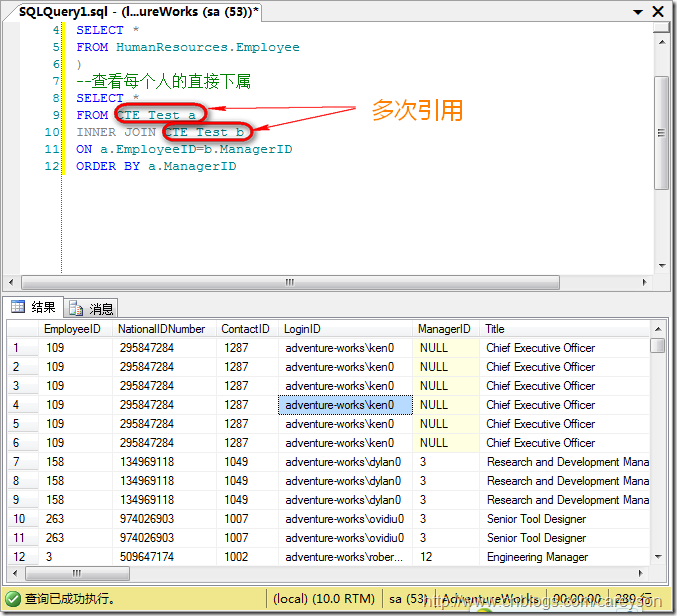 SQLQuery1.sql - (l...ureWorks (sa (53))*
4 SELECT *
5 FROM HumanResources.Employee
6 )
7 --查看每个人的直接下属
8 SELECT *
9 FROM CTE_Test a
10 INNER JOIN CTE_Test b
11 ON a.EmployeeID=b.ManagerID
12 ORDER BY a.ManagerID
多次引用
结果 消息
EmployeeID NationalIDNumber ContactID LoginID ManagerID Title
1 109 295847284 1287 adventure-works\ken0 NULL Chief Executive Officer
2 109 295847284 1287 adventure-works\ken0 NULL Chief Executive Officer
3 109 295847284 1287 adventure-works\ken0 NULL Chief Executive Officer
4 109 295847284 1287 adventure-works\ken0 NULL Chief Executive Officer
5 109 295847284 1287 adventure-works\ken0 NULL Chief Executive Officer
6 109 295847284 1287 adventure-works\ken0 NULL Chief Executive Officer
7 158 134969118 1049 adventure-works\dylan0 3 Research and Development Mana
8 158 134969118 1049 adventure-works\dylan0 3 Research and Development Mana
9 158 134969118 1049 adventure-works\dylan0 3 Research and Development Mana
10 263 974026903 1007 adventure-works\ovidiu0 3 Senior Tool Designer
11 263 974026903 1007 adventure-works\ovidiu0 3 Senior Tool Designer
12 3 509647174 1002 adventure-works\rober... 12 Engineering Manager
查询已成功执行。 (local) (10.0 RTM) sa (53) AdventureWorks 00:00:00 289 行
http://www.cnblogs.com/careyson